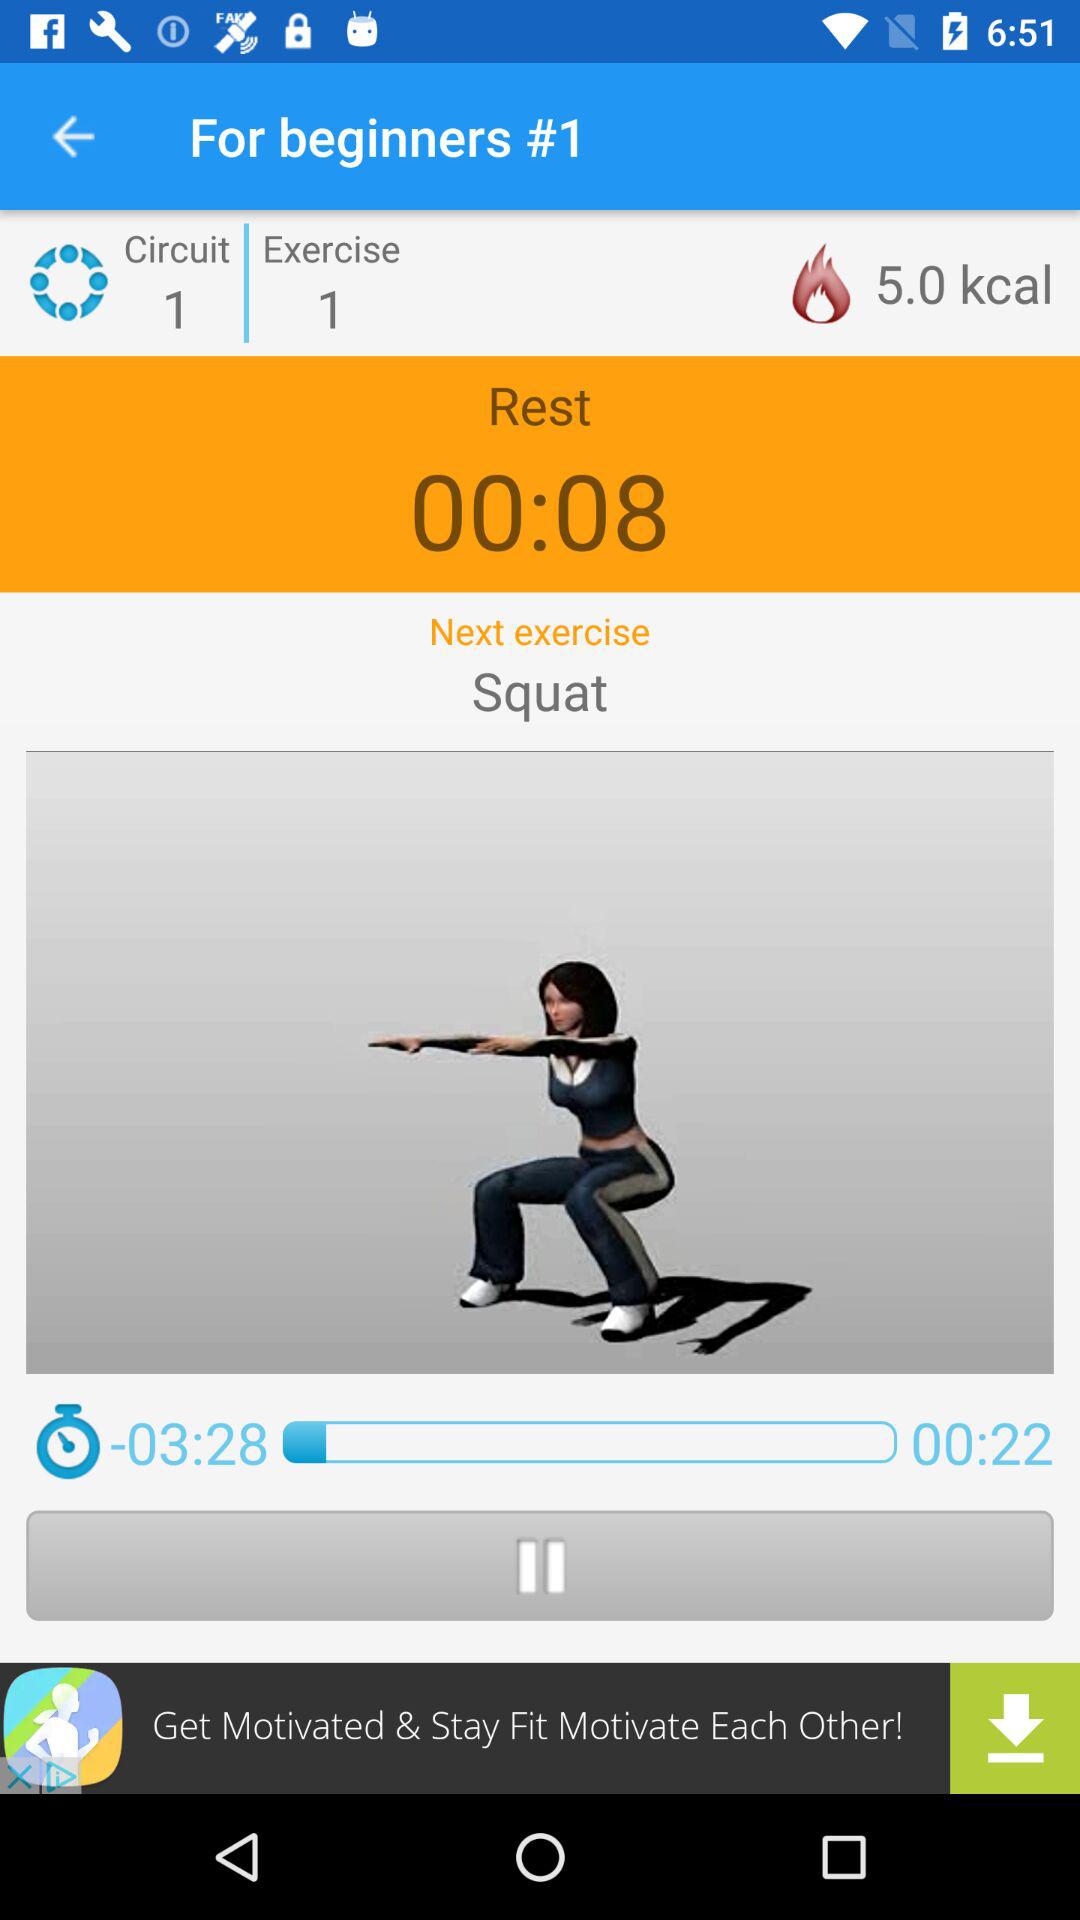 FAKE
6:51
For beginners #1
Circuit
1
Exercise
1
5.0 kcal
Rest
00:08
Next exercise
Squat
-03:28
00:22
Get Motivated & Stay Fit Motivate Each Other!